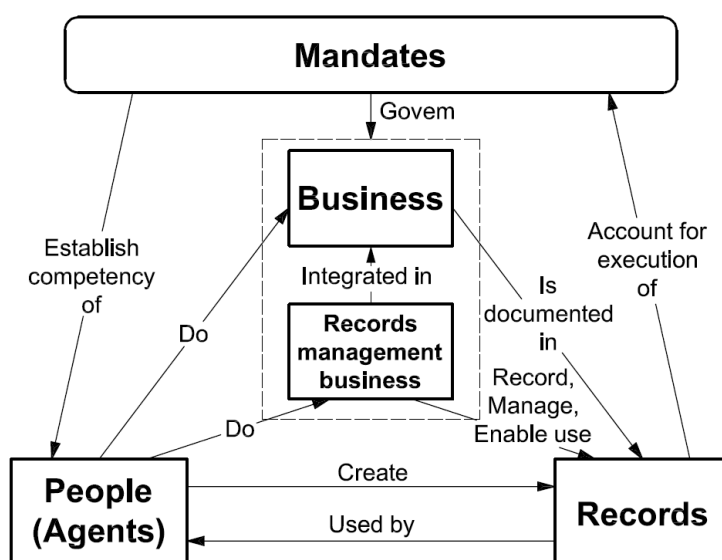 Mandates
Govem
Business
Establish
competency
of
Account for
execution
of
Integrated in
Is
documented
in
Do
Records
management
business
Record,
Manage,
Enable use
Do
People
(Agents)
Create
Used by
Records